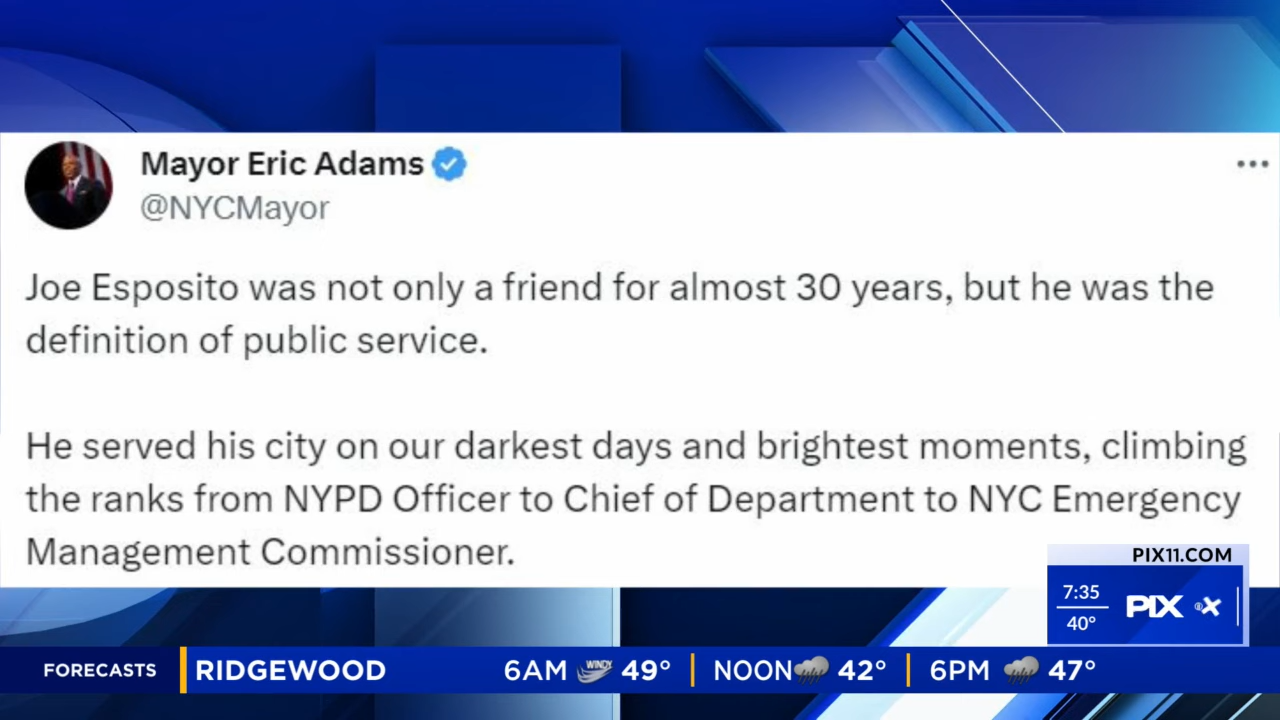 Mayor Eric Adams
@NYCMayor
Joe Esposito was not only a friend for almost 30 years, but he was the
definition of public service.
He served his city on our darkest days and brightest moments, climbing
the ranks from NYPD Officer to Chief of Department to NYC Emergency
Management Commissioner.
PIX11.COM
7:35
40°
PIX
FORECASTS
RIDGEWOOD
6AM WINDY 49° | NOON 42° | 6PM 47°